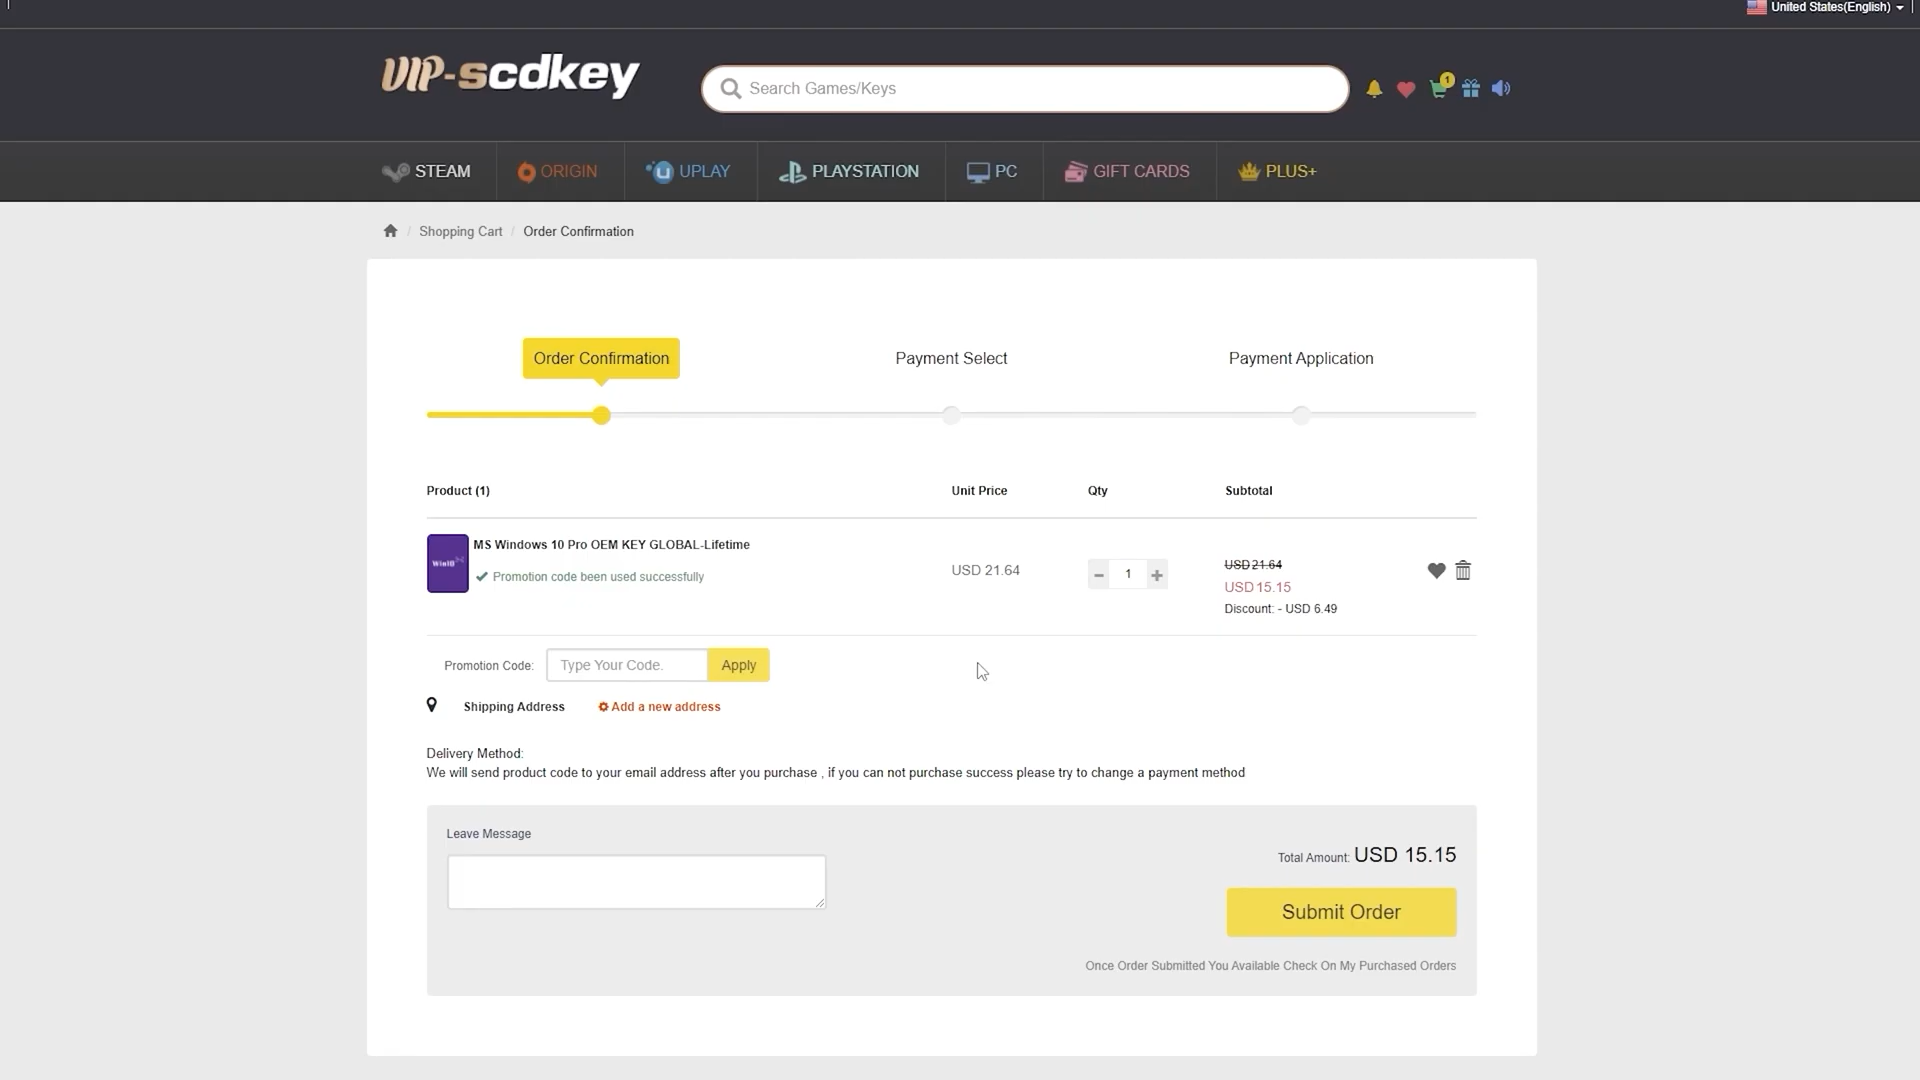 United States(English)
VIP-scdkey
Search Games/Keys
1
STEAM
ORIGIN
UPLAY
PLAYSTATION
PC
GIFT CARDS
PLUS+
/ Shopping Cart / Order Confirmation
Order Confirmation
Payment Select
Payment Application
Product (1)
Unit Price
Qty
Subtotal
Win10
MS Windows 10 Pro OEM KEY GLOBAL-Lifetime
Promotion code been used successfully
USD 21.64
1
USD 21.64
USD 15.15
Discount: - USD 6.49
Promotion Code:
Type Your Code.
Apply
Shipping Address
Add a new address
Delivery Method:
We will send product code to your email address after you purchase , if you can not purchase success please try to change a payment method
Leave Message
Total Amount: USD 15.15
Submit Order
Once Order Submitted You Available Check On My Purchased Orders